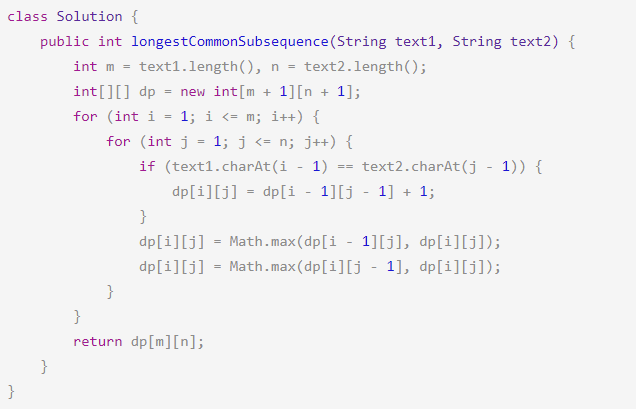 class Solution {
    public int longestCommonSubsequence(String text1, String text2) {
        int m = text1.length(), n = text2.length();
        int[][] dp = new int[m + 1][n + 1];
        for (int i = 1; i <= m; i++) {
            for (int j = 1; j <= n; j++) {
                if (text1.charAt(i - 1) == text2.charAt(j - 1)) {
                    dp[i][j] = dp[i - 1][j - 1] + 1;
                }
                dp[i][j] = Math.max(dp[i - 1][j], dp[i][j]);
                dp[i][j] = Math.max(dp[i][j - 1], dp[i][j]);
            }
        }
        return dp[m][n];
    }
}